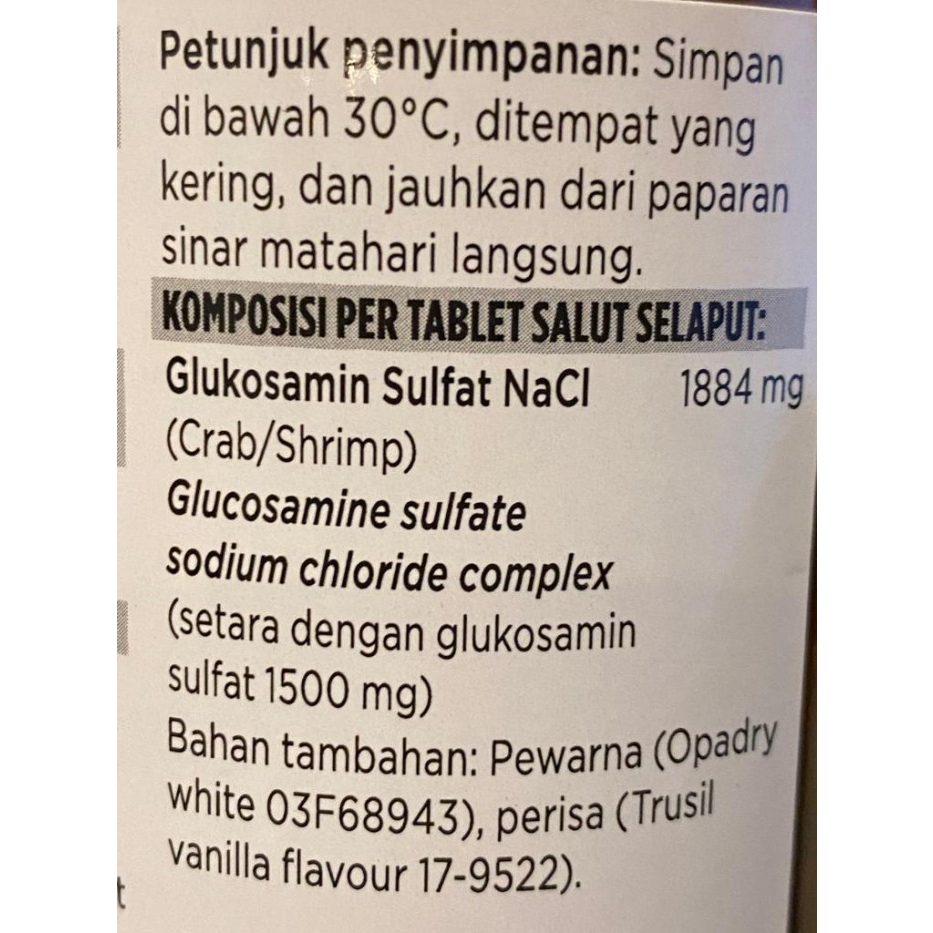 Petunjuk penyimpanan: Simpan
di bawah 30°C, ditempat yang
kering, dan jauhkan dari paparan
sinar matahari langsung.
KOMPOSISI PER TABLET SALUT SELAPUT:
Glukosamin Sulfat NaCl 1884 mg
(Crab/Shrimp)
Glucosamine sulfate
sodium chloride complex
(setara dengan glukosamin
sulfat 1500 mg)
Bahan tambahan: Pewarna (Opadry
white 03F68943), perisa (Trusil
vanilla flavour 17-9522).
t